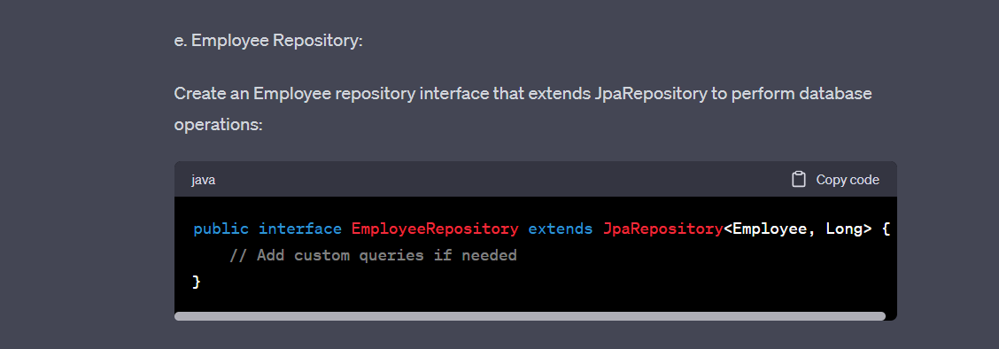 e. Employee Repository:
Create an Employee repository interface that extends JpaRepository to perform database
operations:
java
Copy code
public interface EmployeeRepository extends JpaRepository<Employee, Long> {
    // Add custom queries if needed
}